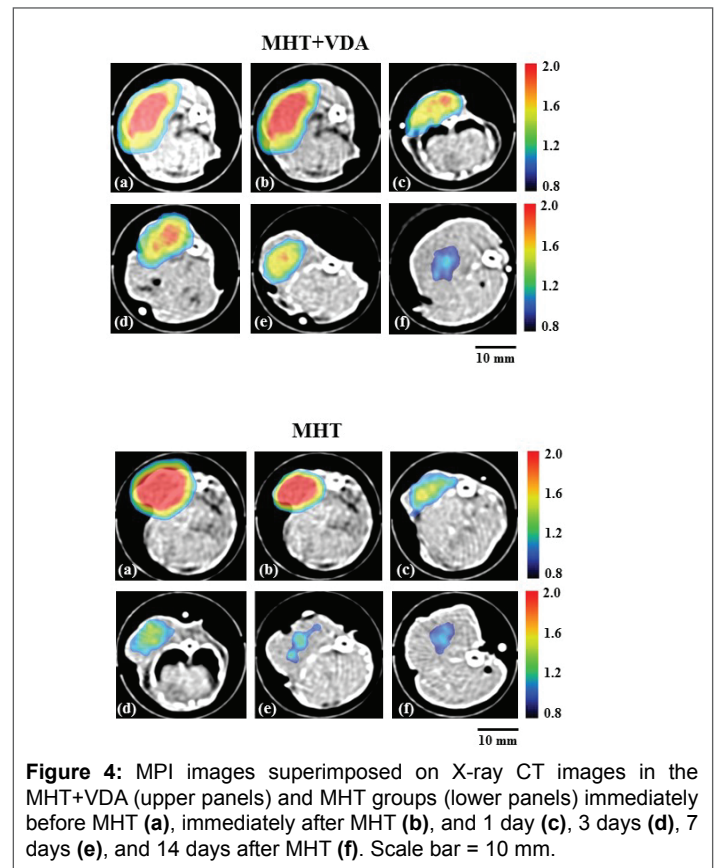 MHT+VDA
(a) (b) (c)
2.0
1.6
1.2
0.8
(d) (e) (f)
2.0
1.6
1.2
0.8
10 mm
MHT
(a) (b) (c)
2.0
1.6
1.2
0.8
(d) (e) (f)
2.0
1.6
1.2
0.8
10 mm
Figure 4: MPI images superimposed on X-ray CT images in the
MHT+VDA (upper panels) and MHT groups (lower panels) immediately
before MHT (a), immediately after MHT (b), and 1 day (c), 3 days (d), 7
days (e), and 14 days after MHT (f). Scale bar = 10 mm.